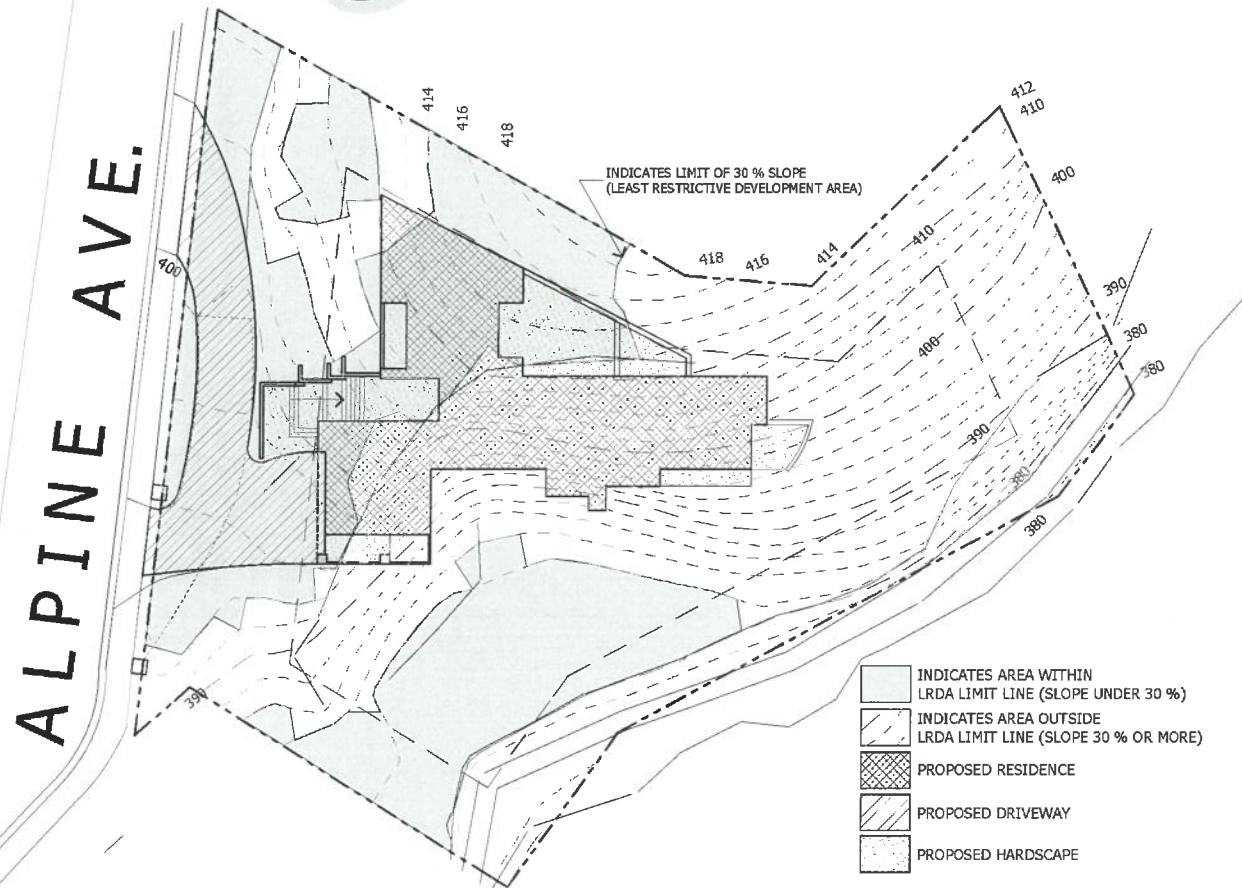 ALPINE AVE.
414
416
418
412
410
400
INDICATES LIMIT OF 30 % SLOPE
(LEAST RESTRICTIVE DEVELOPMENT AREA)
418
416
414
410
400
390
380
380
400
390
380
380
390
INDICATES AREA WITHIN
LRDA LIMIT LINE (SLOPE UNDER 30 %)
INDICATES AREA OUTSIDE
LRDA LIMIT LINE (SLOPE 30 % OR MORE)
PROPOSED RESIDENCE
PROPOSED DRIVEWAY
PROPOSED HARDSCAPE